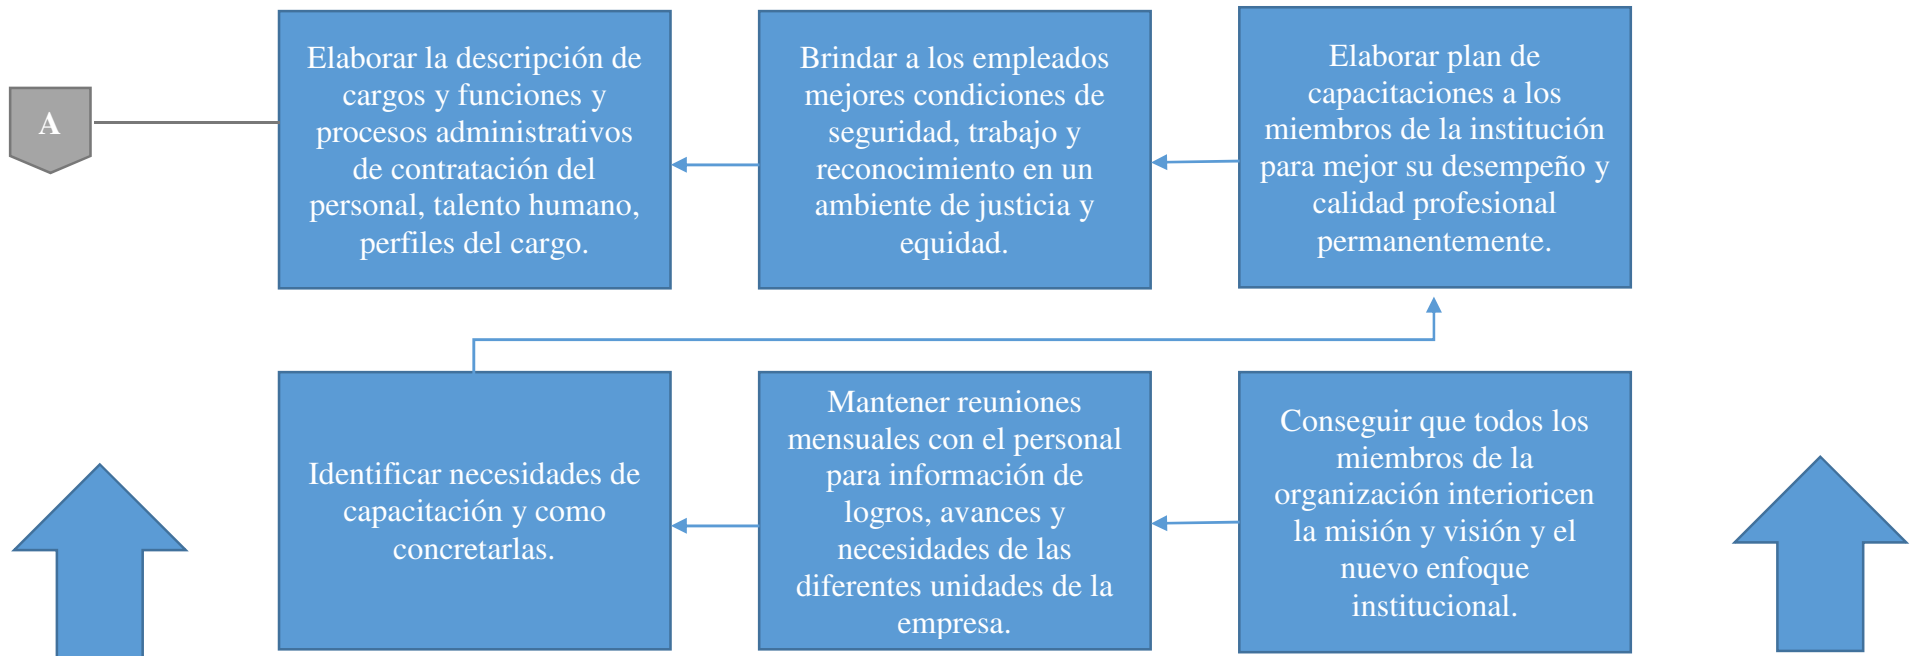 A
Elaborar la descripción de
cargos y funciones y
procesos administrativos
de contratación del
personal, talento humano,
perfiles del cargo.
Brindar a los empleados
mejores condiciones de
seguridad, trabajo y
reconocimiento en un
ambiente de justicia y
equidad.
Elaborar plan de
capacitaciones a los
miembros de la institución
para mejor su desempeño y
calidad profesional
permanentemente.
Identificar necesidades de
capacitación y como
concretarlas.
Mantener reuniones
mensuales con el personal
para información de
logros, avances y
necesidades de las
diferentes unidades de la
empresa.
Conseguir que todos los
miembros de la
organización interioricen
la misión y visión y el
nuevo enfoque
institucional.